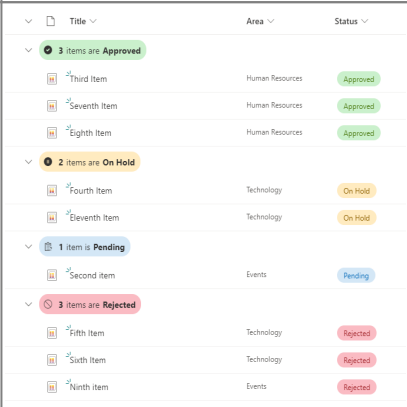 Title Area Status
3 items are Approved
Third Item Human Resources Approved
Seventh Item Human Resources Approved
Eighth Item Human Resources Approved
2 items are On Hold
Fourth Item Technology On Hold
Eleventh Item Technology On Hold
1 item is Pending
Second item Events Pending
3 items are Rejected
Fifth Item Technology Rejected
Sixth Item Technology Rejected
Ninth item Events Rejected